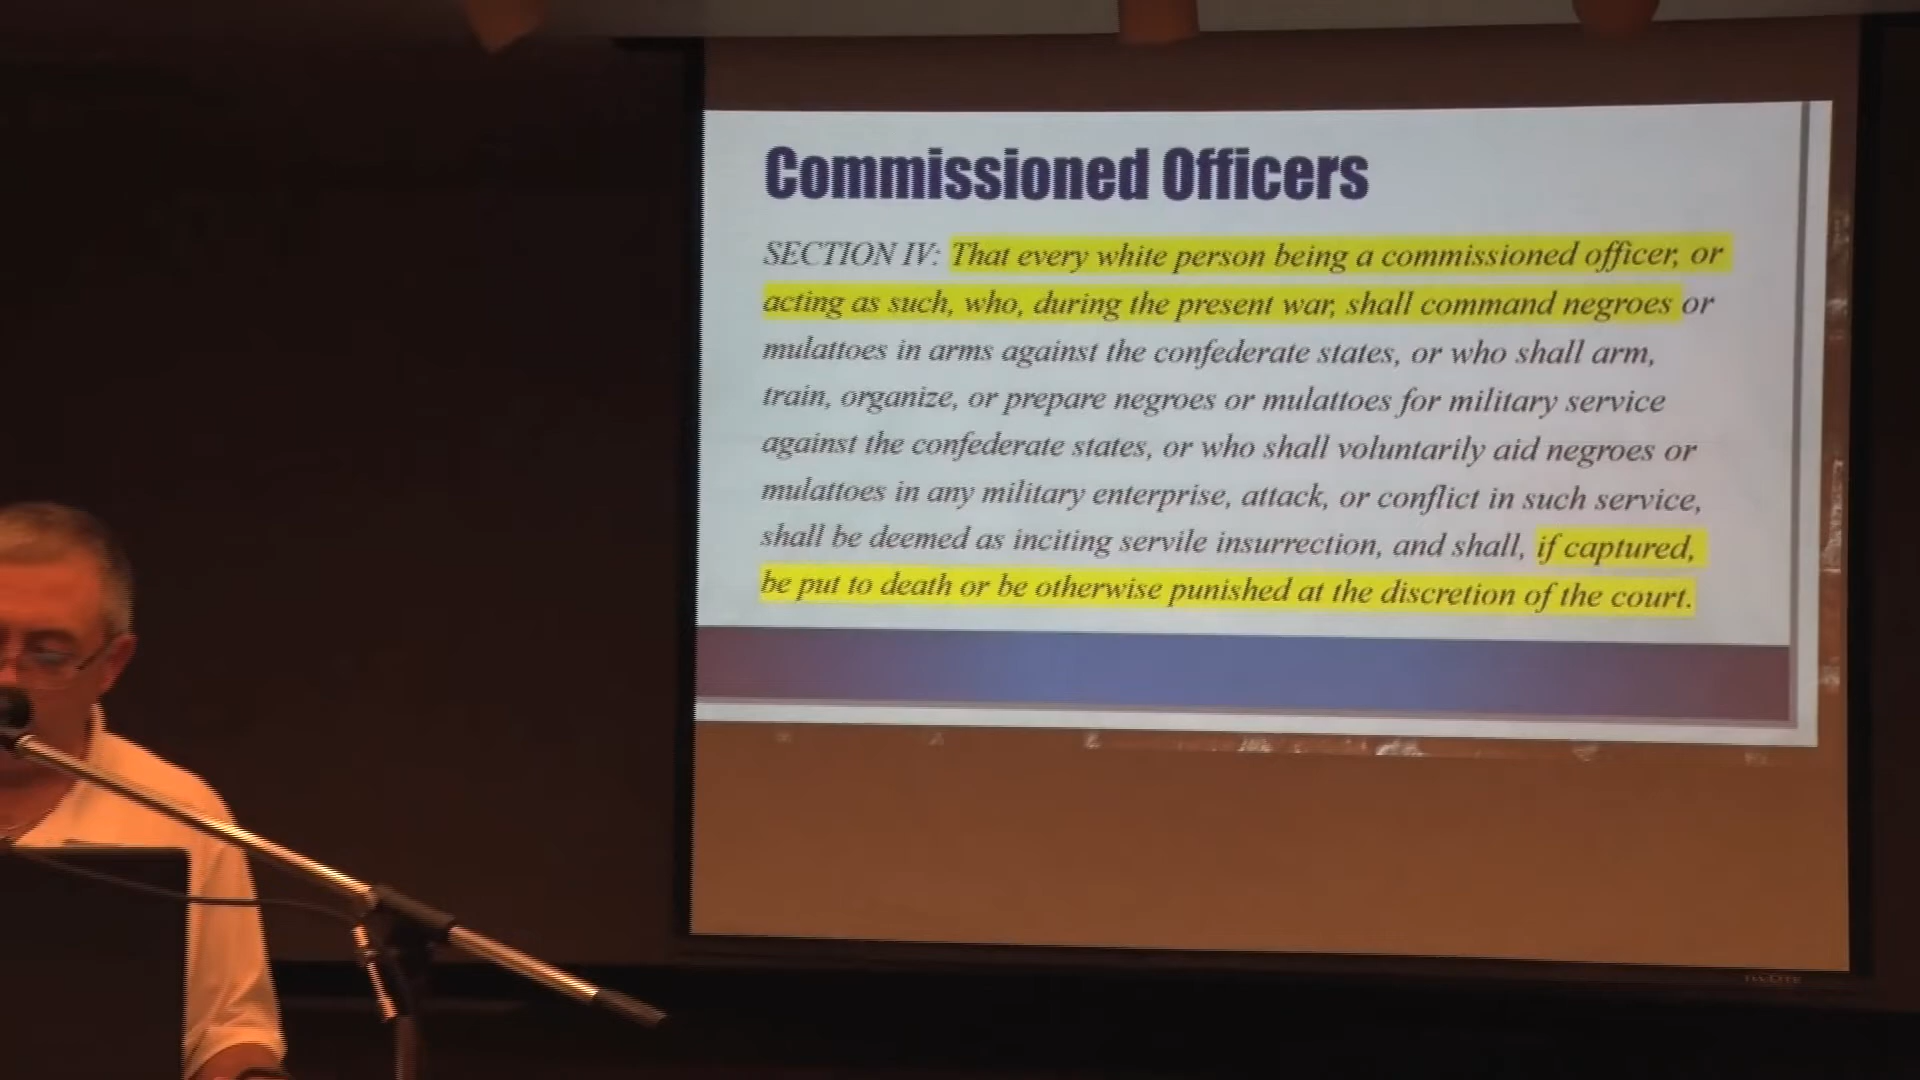 Commissioned Officers
SECTION IV: That every white person being a commissioned officer, or
acting as such, who, during the present war, shall command negroes or
mulattoes in arms against the confederate states, or who shall arm,
train, organize, or prepare negroes or mulattoes for military service
against the confederate states, or who shall voluntarily aid negroes or
mulattoes in any military enterprise, attack, or conflict in such service,
shall be deemed as inciting servile insurrection, and shall, if captured,
be put to death or be otherwise punished at the discretion of the court.